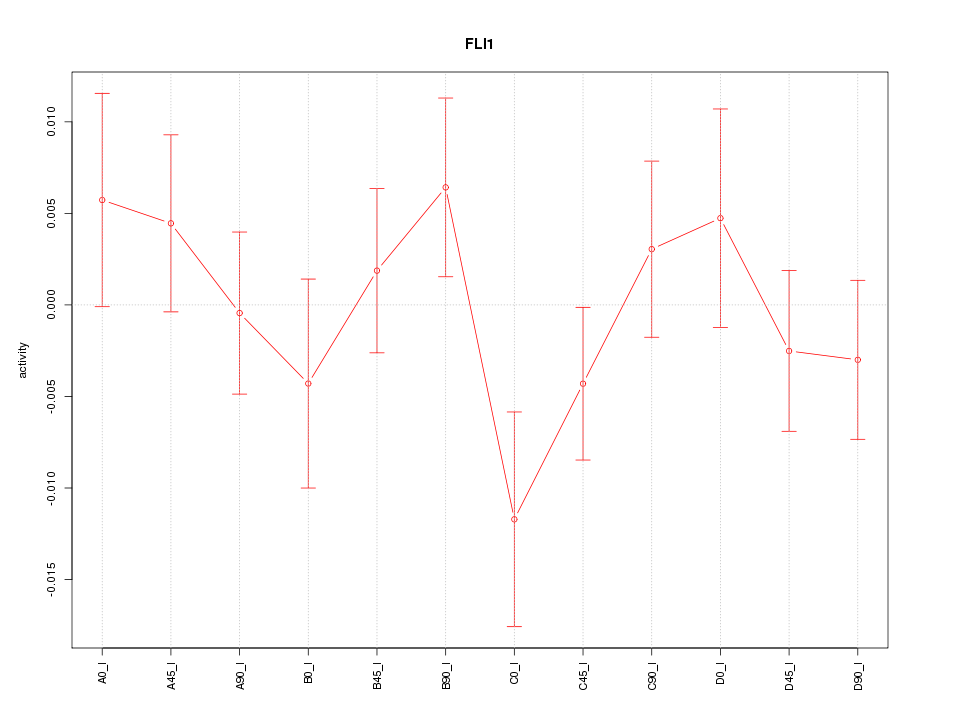 FLI1
activity
0.010
0.005
0.000
-0.005
-0.010
-0.015
A0_I
A45_I
A90_I
B0_I
B45_I
B90_I
C0_I
C45_I
C90_I
D0_I
D45_I
D90_I